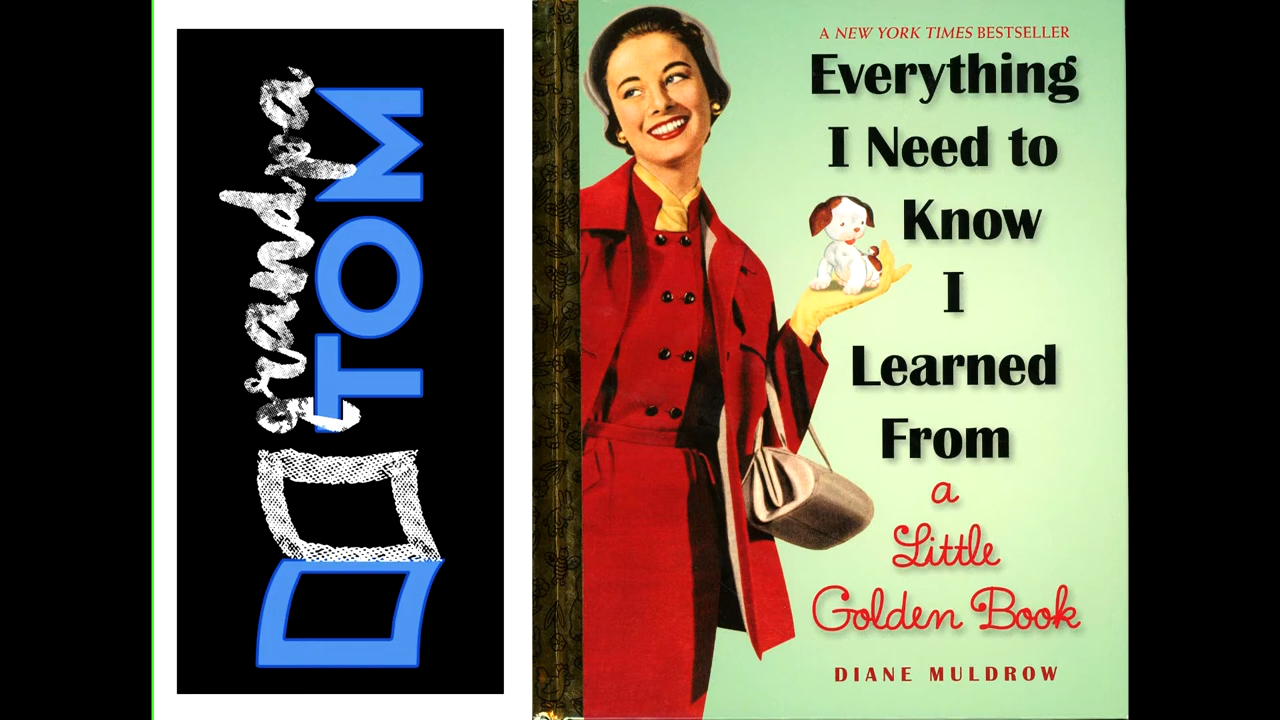 grandpa
TOM
A NEW YORK TIMES BESTSELLER
Everything
I Need to
Know
I
Learned
From
a
Little
Golden Book
DIANE MULDROW